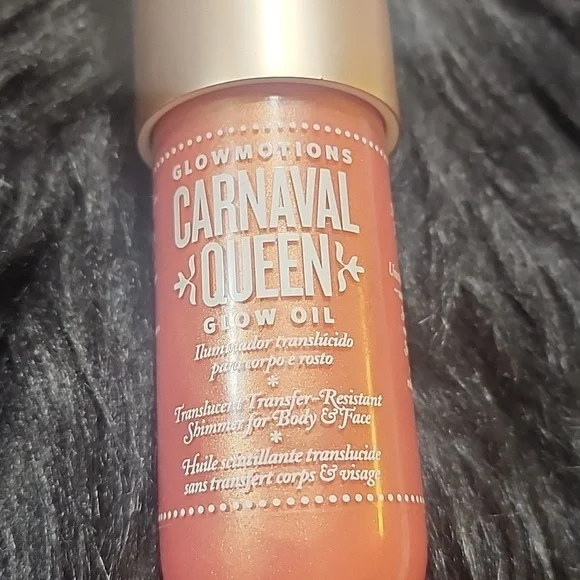 GLOWMOTIONS
CARNAVAL
QUEEN
GLOW OIL
Iluminador translúcido
para corpo e rosto
Translucent Transfer-Resistant
Shimmer for Body & Face
Huile scintillante translucide
sans transfert corps & visage